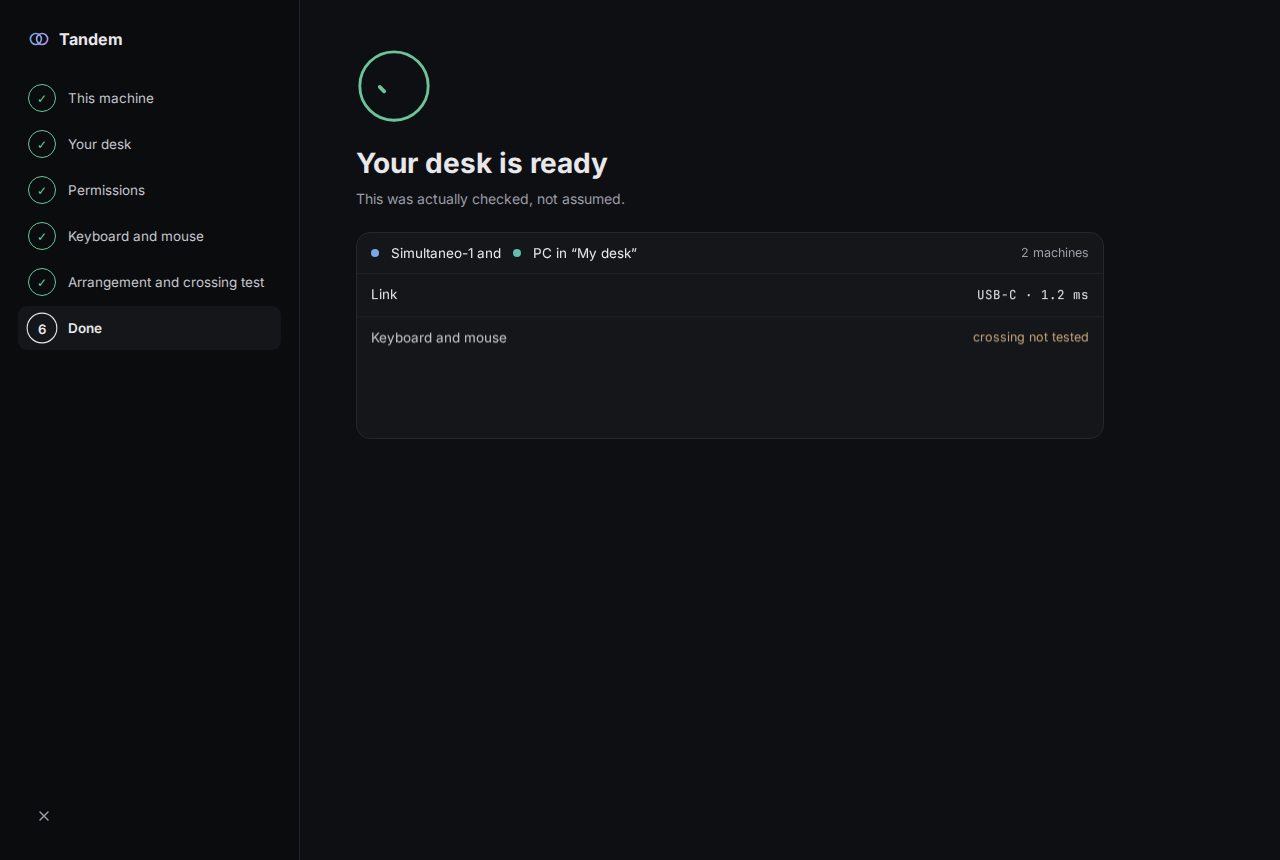 Tandem
✓ This machine
✓ Your desk
✓ Permissions
✓ Keyboard and mouse
✓ Arrangement and crossing test
6 Done
Your desk is ready
This was actually checked, not assumed.
Simultaneo-1 and PC in “My desk” 2 machines
Link USB-C · 1.2 ms
Keyboard and mouse crossing not tested